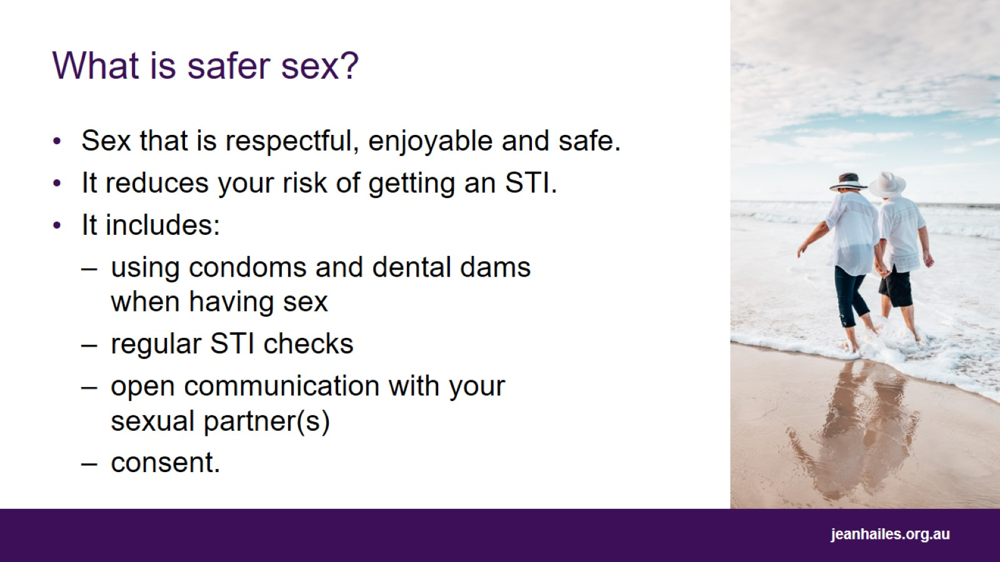 What is safer sex?
• Sex that is respectful, enjoyable and safe.
• It reduces your risk of getting an STI.
• It includes:
– using condoms and dental dams
when having sex
– regular STI checks
– open communication with your
sexual partner(s)
– consent.
jeanhailes.org.au